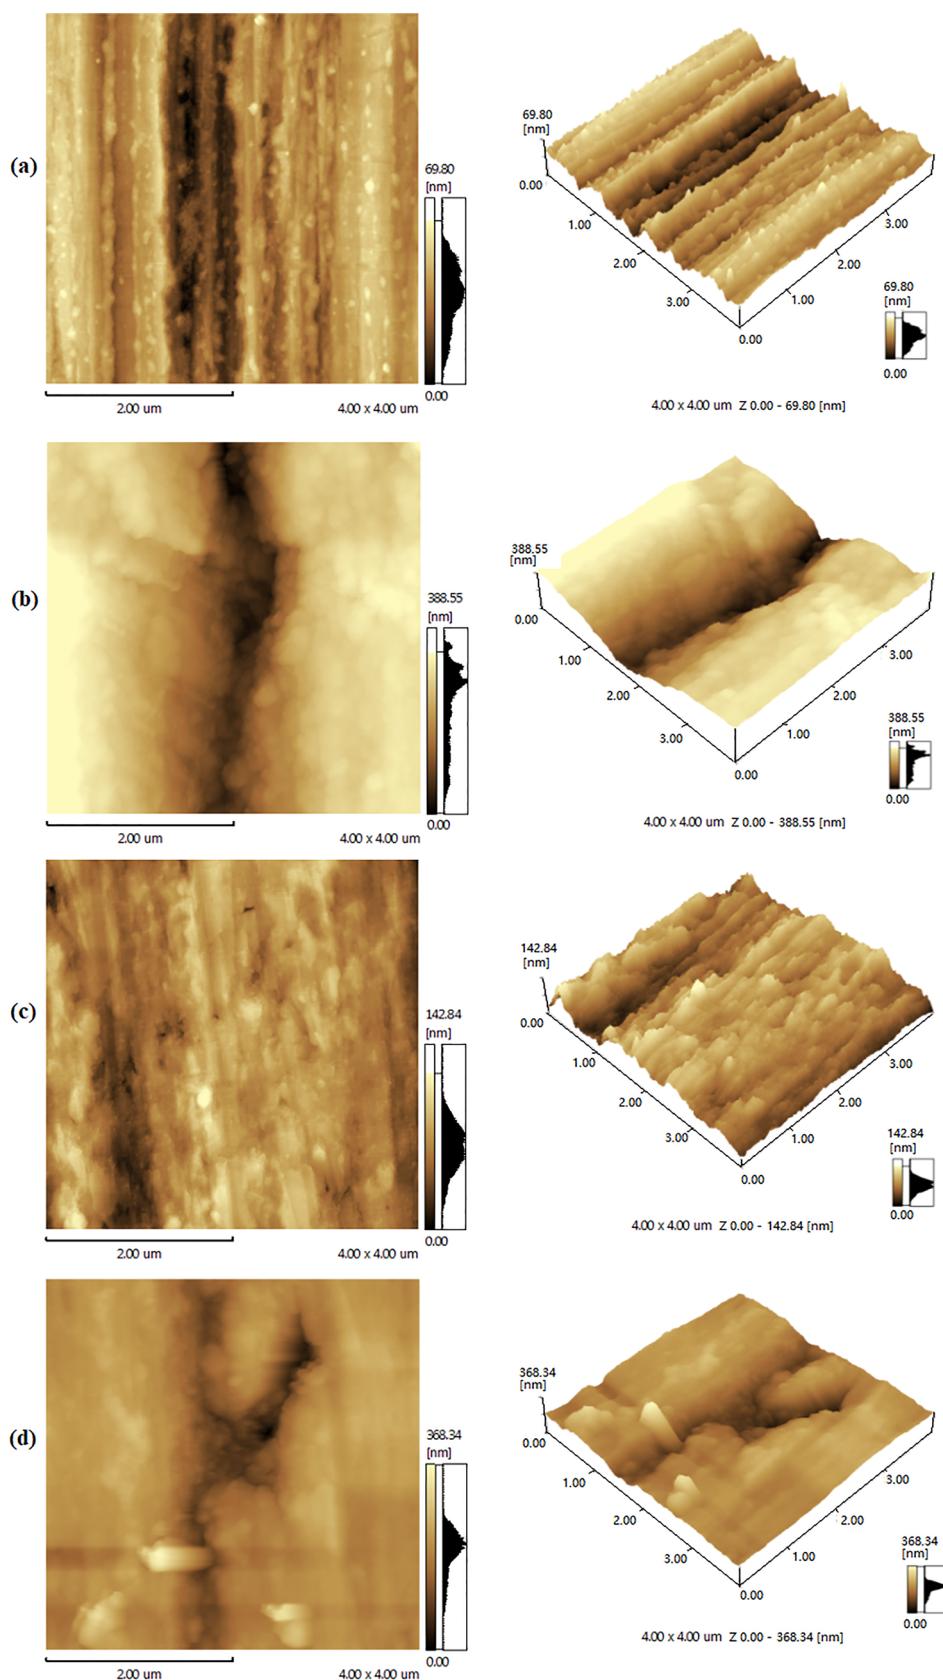 (a)
69.80
[nm]
0.00
2.00 um
4.00 x 4.00 um
69.80
[nm]
0.00
1.00
2.00
3.00
0.00
1.00
2.00
3.00
69.80
[nm]
0.00
4.00 x 4.00 um Z 0.00 - 69.80 [nm]
(b)
388.55
[nm]
0.00
2.00 um
4.00 x 4.00 um
388.55
[nm]
0.00
1.00
2.00
3.00
0.00
1.00
2.00
3.00
388.55
[nm]
0.00
4.00 x 4.00 um Z 0.00 - 388.55 [nm]
(c)
142.84
[nm]
0.00
2.00 um
4.00 x 4.00 um
142.84
[nm]
0.00
1.00
2.00
3.00
0.00
1.00
2.00
3.00
142.84
[nm]
0.00
4.00 x 4.00 um Z 0.00 - 142.84 [nm]
(d)
368.34
[nm]
0.00
2.00 um
4.00 x 4.00 um
368.34
[nm]
0.00
1.00
2.00
3.00
0.00
1.00
2.00
3.00
368.34
[nm]
0.00
4.00 x 4.00 um Z 0.00 - 368.34 [nm]